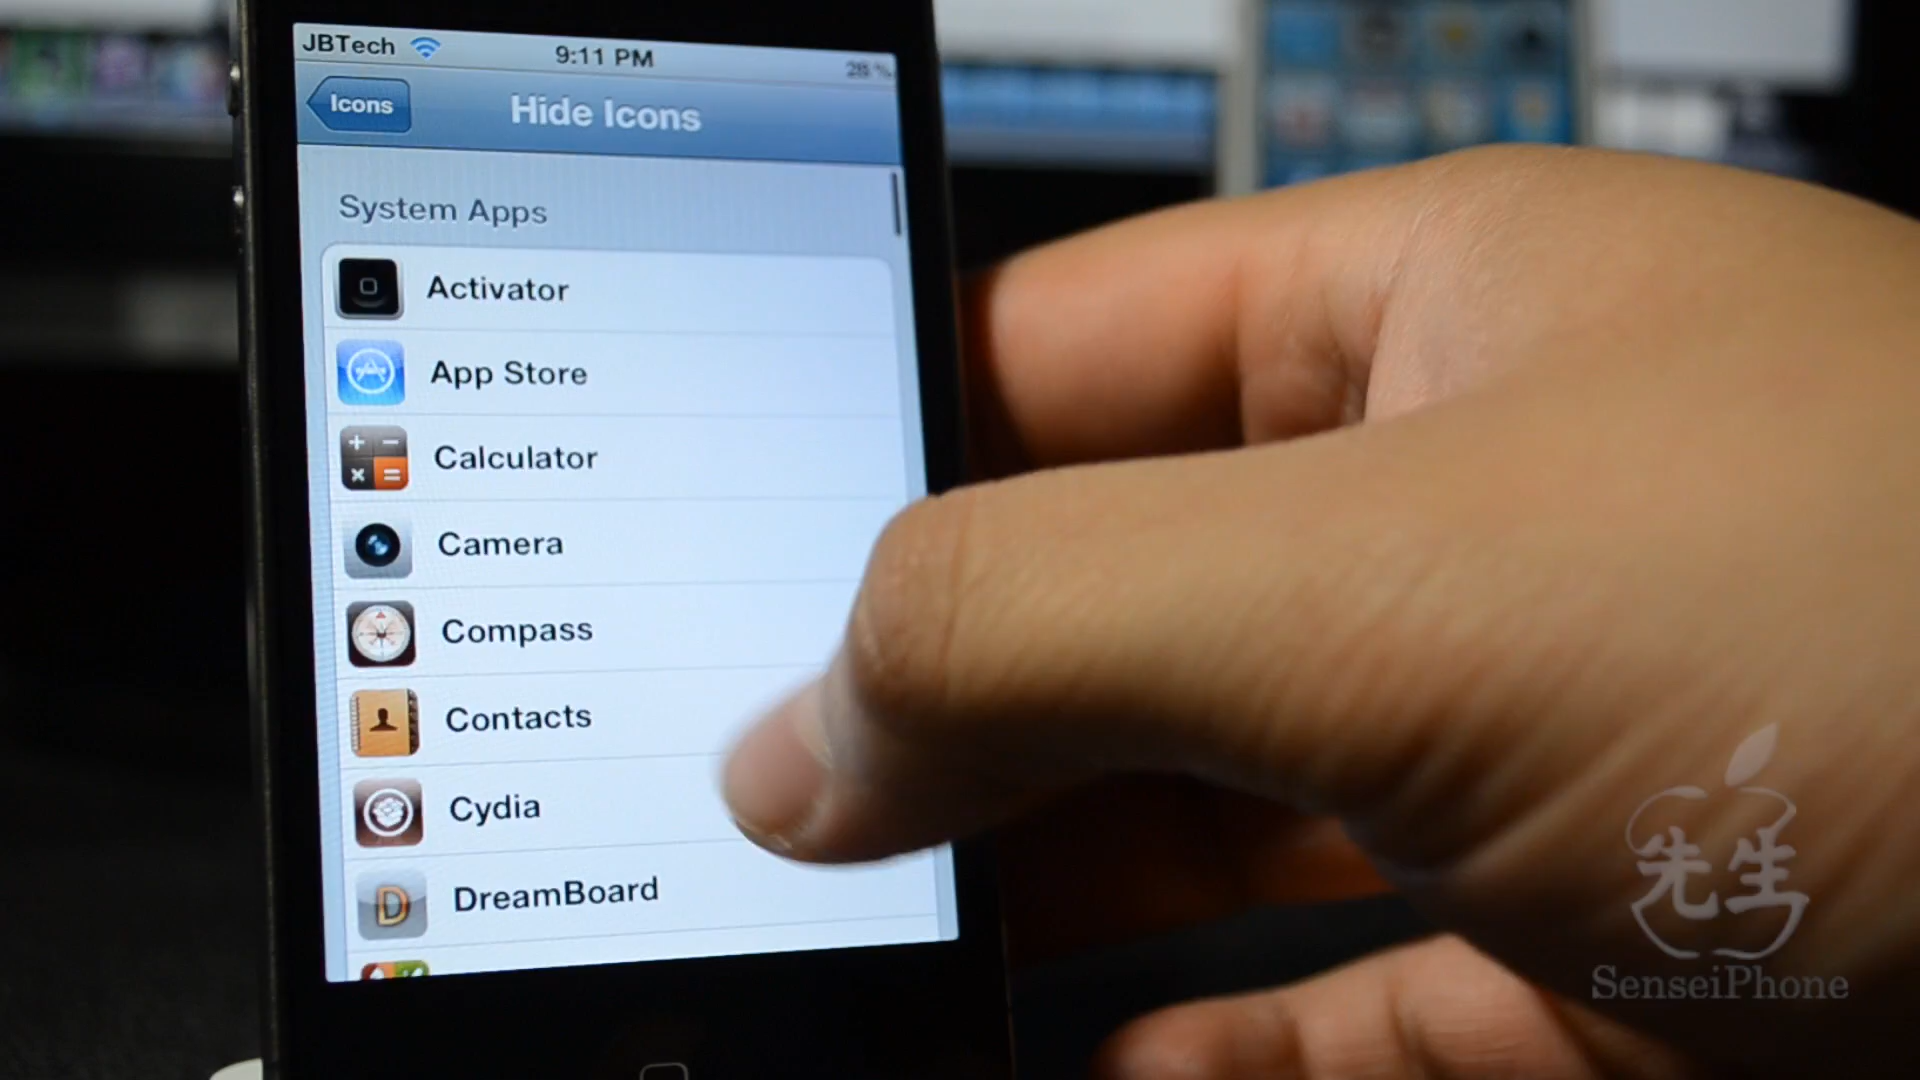 JBTech 9:11 PM 28%
Icons Hide Icons
System Apps
Activator
App Store
Calculator
Camera
Compass
Contacts
Cydia
D DreamBoard
先生
SenseiPhone